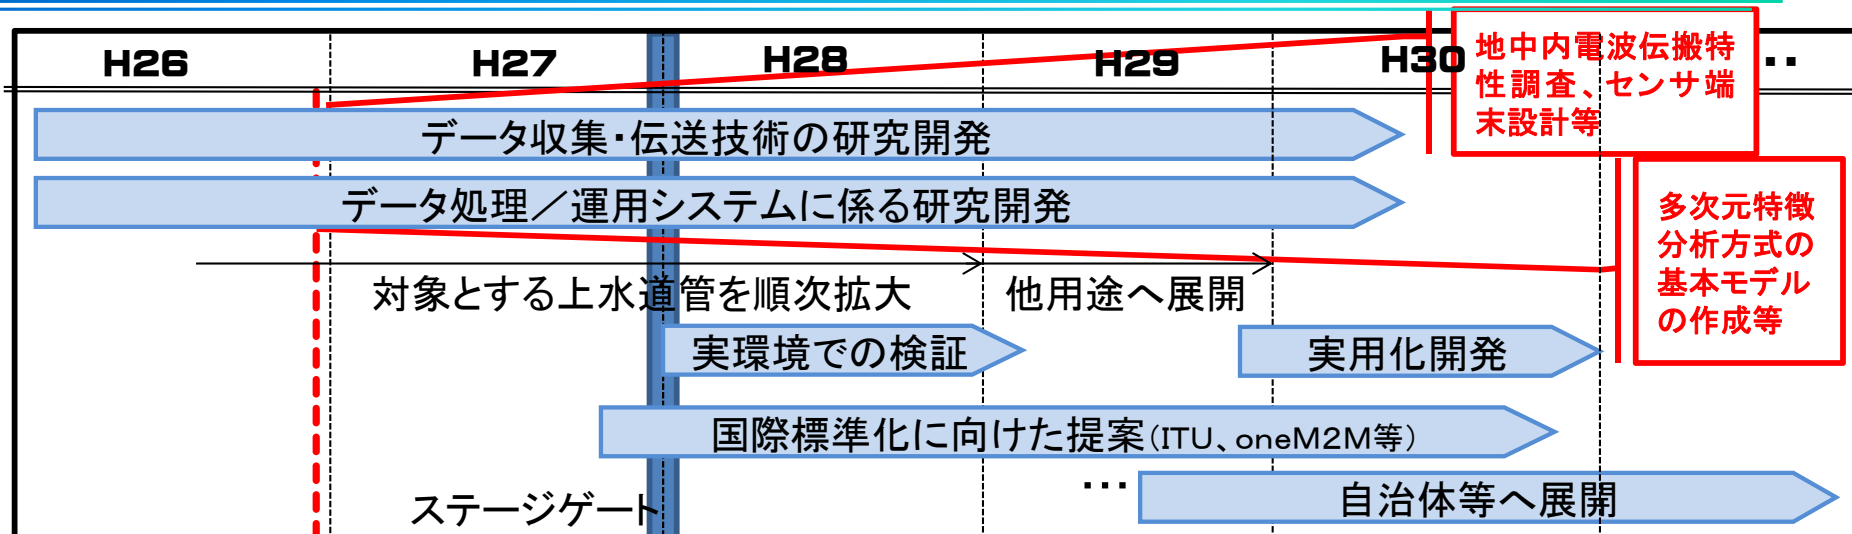 H26 H27 H28 H29 H30 ‥
地中内電波伝搬特
性調査、センサ端
末設計等
データ収集・伝送技術の研究開発
データ処理／運用システムに係る研究開発
多次元特徴
分析方式の
基本モデル
の作成等
対象とする上水道管を順次拡大 他用途へ展開
実環境での検証 実用化開発
国際標準化に向けた提案(ITU、oneM2M等)
… 自治体等へ展開
ステージゲート